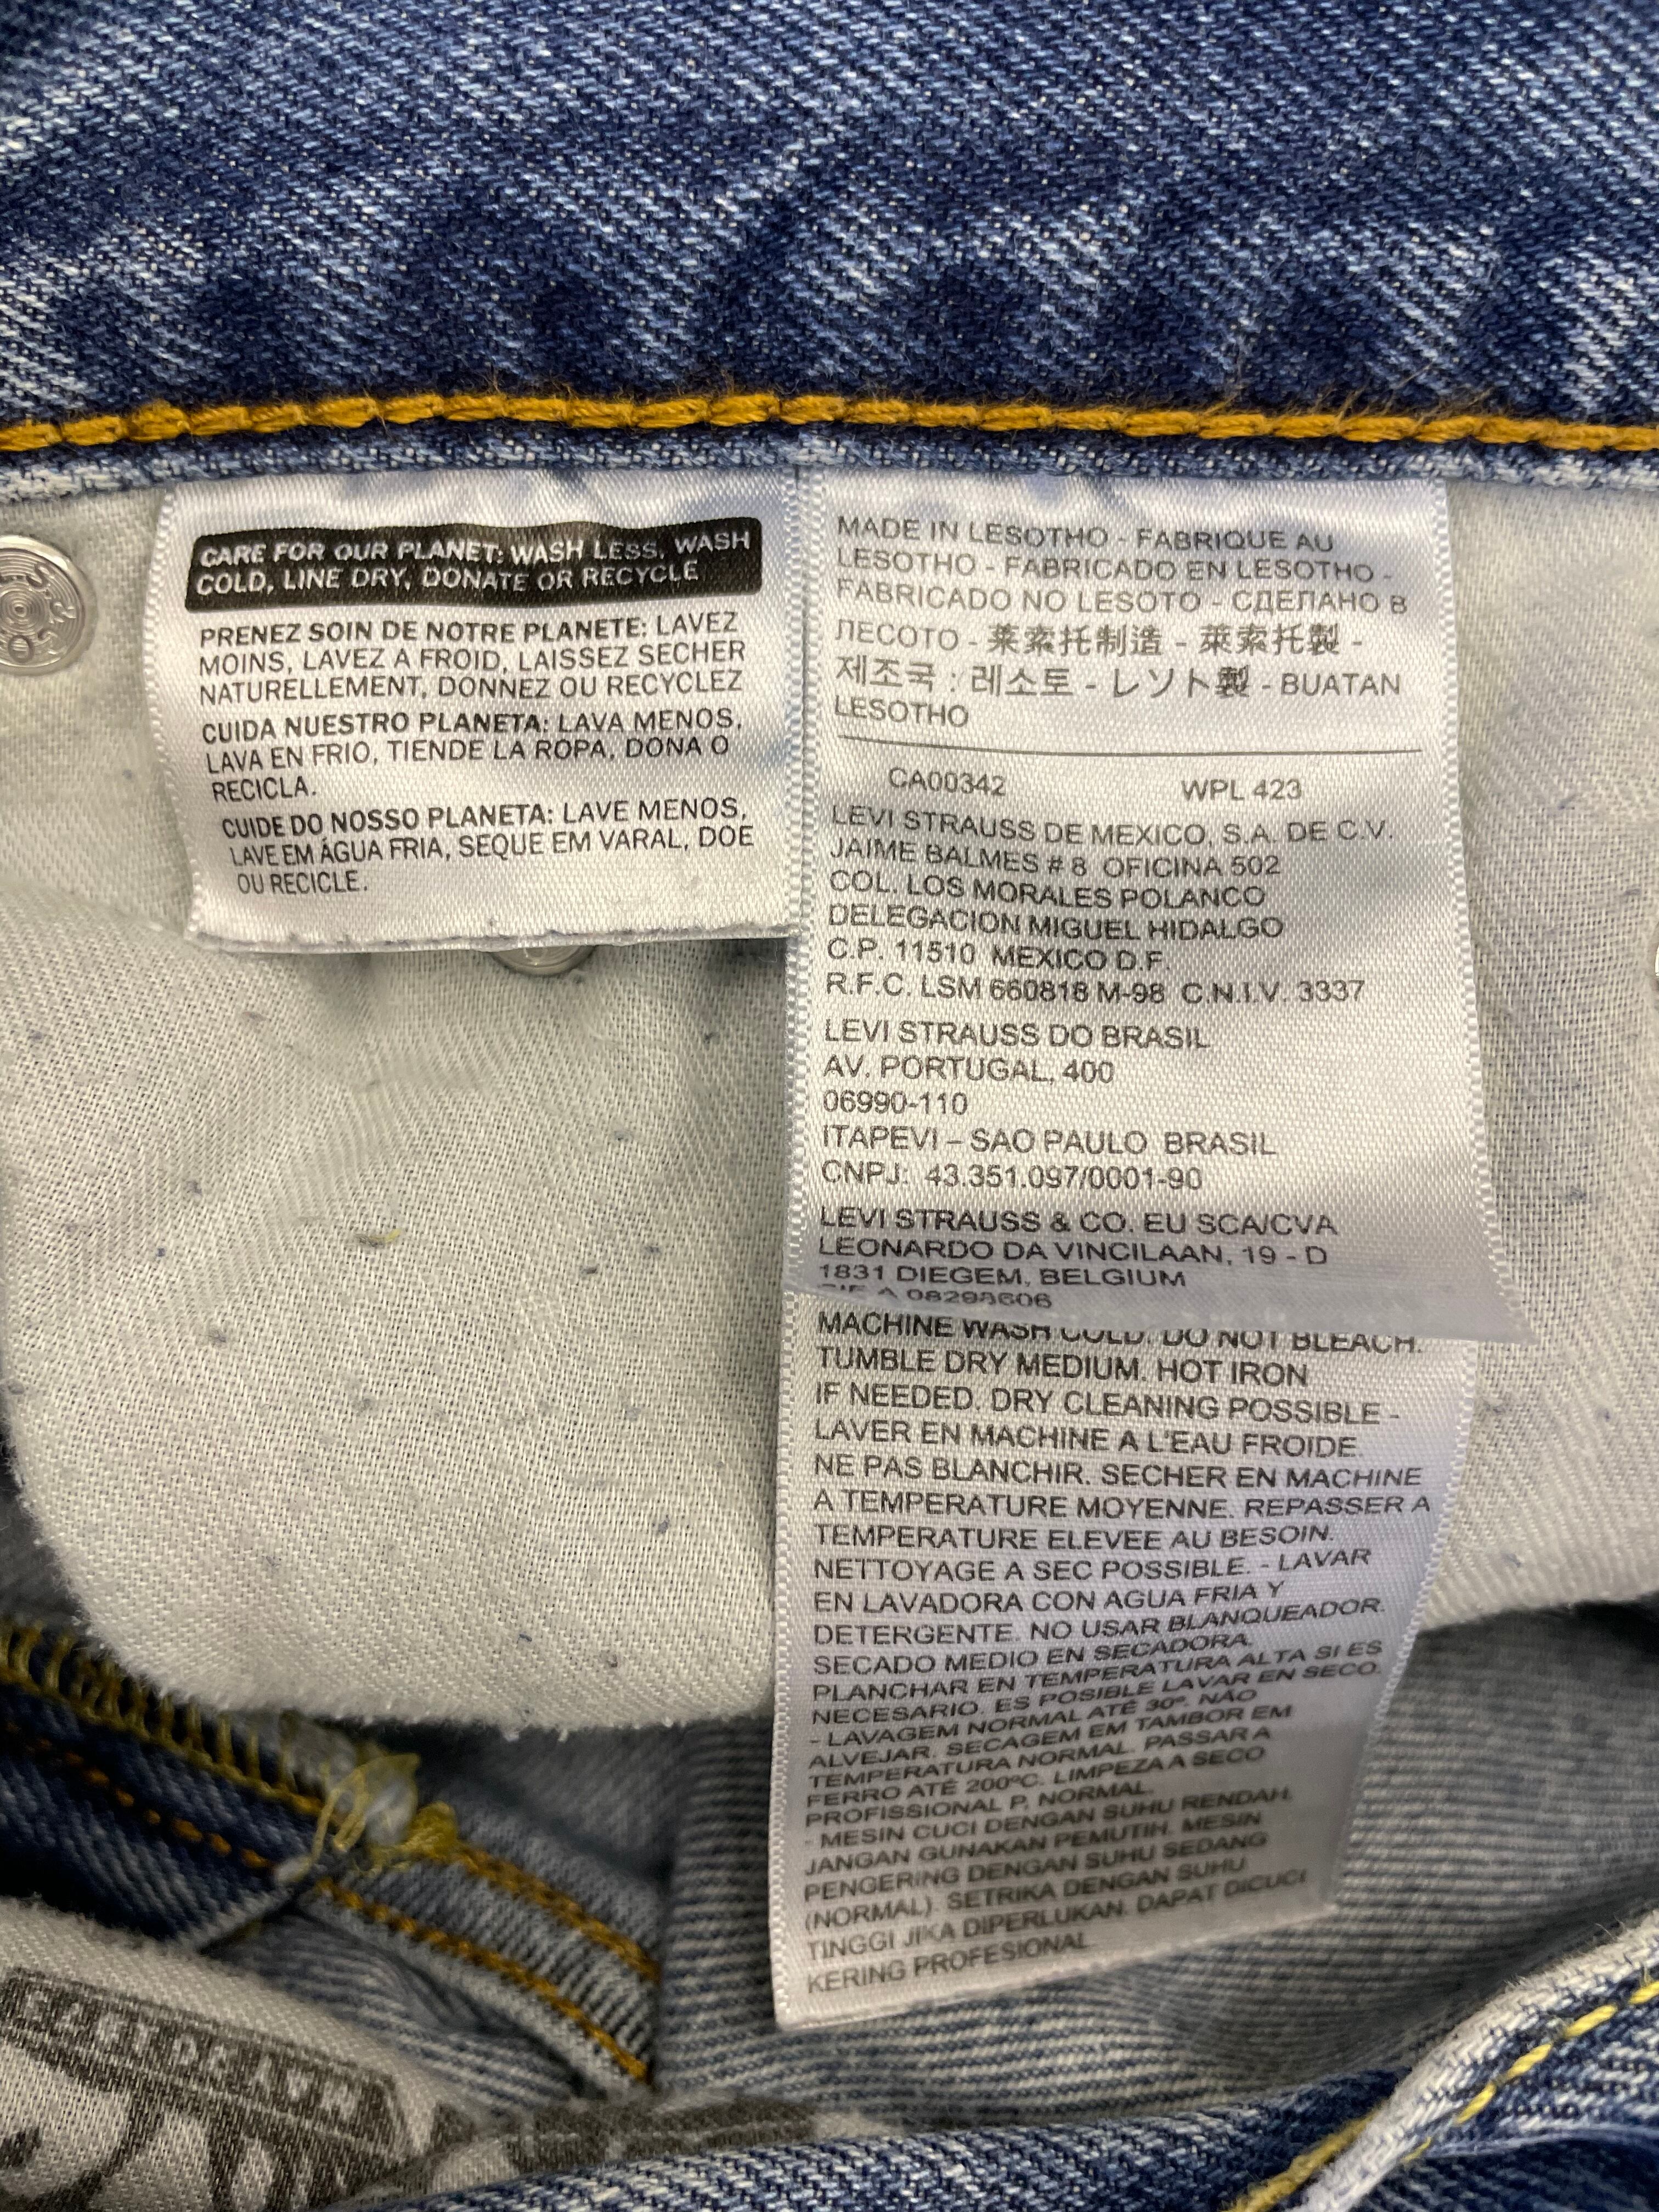 CARE FOR OUR PLANET: WASH LESS, WASH
COLD, LINE DRY, DONATE OR RECYCLE
PRENEZ SOIN DE NOTRE PLANETE: LAVEZ
MOINS, LAVEZ A FROID, LAISSEZ SECHER
NATURELLEMENT, DONNEZ OU RECYCLEZ
CUIDA NUESTRO PLANETA: LAVA MENOS,
LAVA EN FRIO, TIENDE LA ROPA, DONA O
RECICLA.
CUIDE DO NOSSO PLANETA: LAVE MENOS,
LAVE EM ÁGUA FRIA, SEQUE EM VARAL, DOE
OU RECICLE.
MADE IN LESOTHO - FABRIQUE AU
LESOTHO - FABRICADO EN LESOTHO -
FABRICADO NO LESOTO - СДЕЛАНО В
ЛЕСОТО - 莱索托制造 - 萊索托製 -
제조국 : 레소토 - レソト製 - BUATAN
LESOTHO
CA00342 WPL 423
LEVI STRAUSS DE MEXICO, S.A. DE C.V.
JAIME BALMES # 8 OFICINA 502
COL. LOS MORALES POLANCO
DELEGACION MIGUEL HIDALGO
C.P. 11510 MEXICO D.F.
R.F.C. LSM 660818 M-98 C.N.I.V. 3337
LEVI STRAUSS DO BRASIL
AV. PORTUGAL, 400
06990-110
ITAPEVI – SAO PAULO BRASIL
CNPJ: 43.351.097/0001-90
LEVI STRAUSS & CO. EU SCA/CVA
LEONARDO DA VINCILAAN, 19 - D
1831 DIEGEM, BELGIUM
A 08298606
MACHINE WASH COLD. DO NOT BLEACH.
TUMBLE DRY MEDIUM. HOT IRON
IF NEEDED. DRY CLEANING POSSIBLE -
LAVER EN MACHINE A L'EAU FROIDE.
NE PAS BLANCHIR. SECHER EN MACHINE
A TEMPERATURE MOYENNE. REPASSER A
TEMPERATURE ELEVEE AU BESOIN.
NETTOYAGE A SEC POSSIBLE. - LAVAR
EN LAVADORA CON AGUA FRIA Y
DETERGENTE. NO USAR BLANQUEADOR.
SECADO MEDIO EN SECADORA.
PLANCHAR EN TEMPERATURA ALTA SI ES
NECESARIO. ES POSIBLE LAVAR EN SECO.
- LAVAGEM NORMAL ATÉ 30º. NÃO
ALVEJAR. SECAGEM EM TAMBOR EM
TEMPERATURA NORMAL. PASSAR A
FERRO ATÉ 200ºC. LIMPEZA A SECO
PROFISSIONAL P, NORMAL.
- MESIN CUCI DENGAN SUHU RENDAH.
JANGAN GUNAKAN PEMUTIH. MESIN
PENGERING DENGAN SUHU SEDANG
(NORMAL). SETRIKA DENGAN SUHU
TINGGI JIKA DIPERLUKAN. DAPAT DICUCI
KERING PROFESIONAL